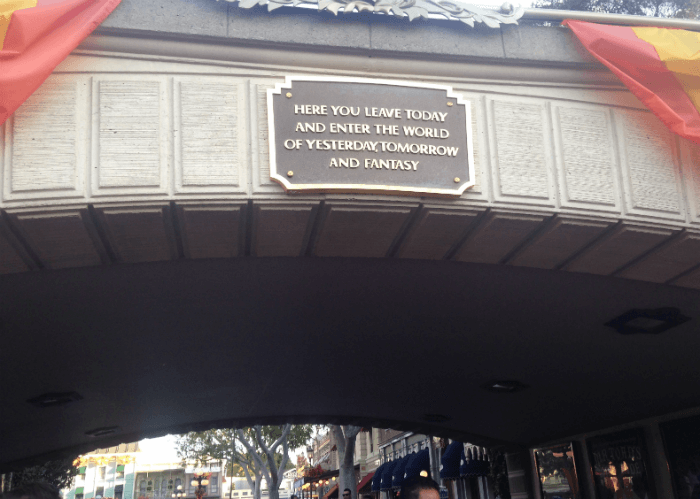 HERE YOU LEAVE TODAY
AND ENTER THE WORLD
OF YESTERDAY, TOMORROW
AND FANTASY